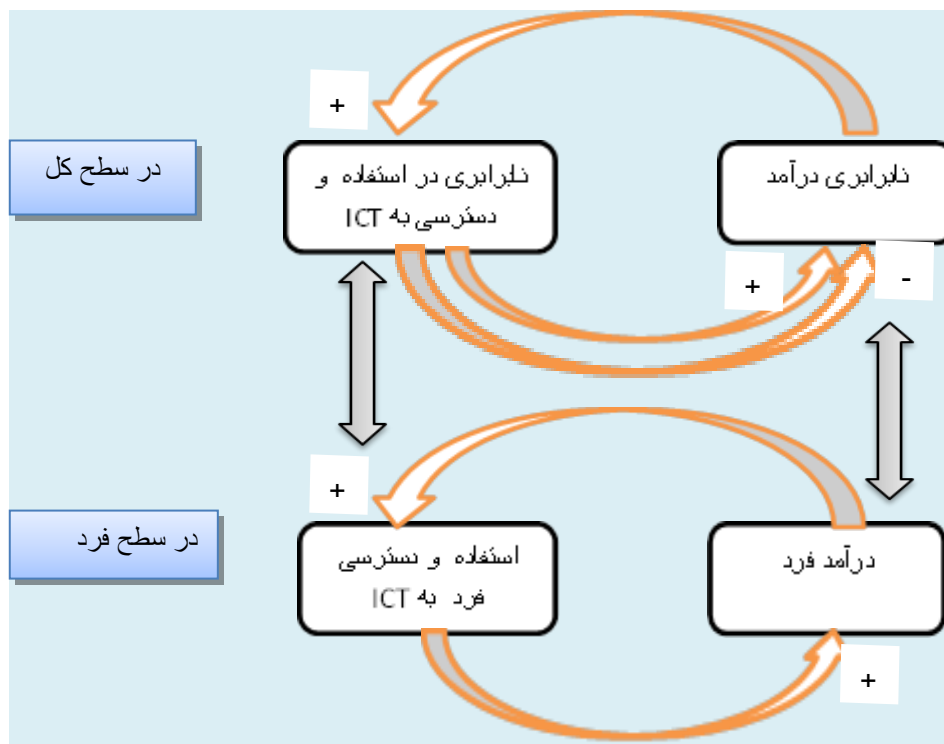 +
در سطح کل
نابرابری درآمد
نابرابری در استفاده و
دسترسی به ICT
-
+
+
در سطح فرد
درآمد فرد
استفاده و دسترسی
فرد به ICT
+